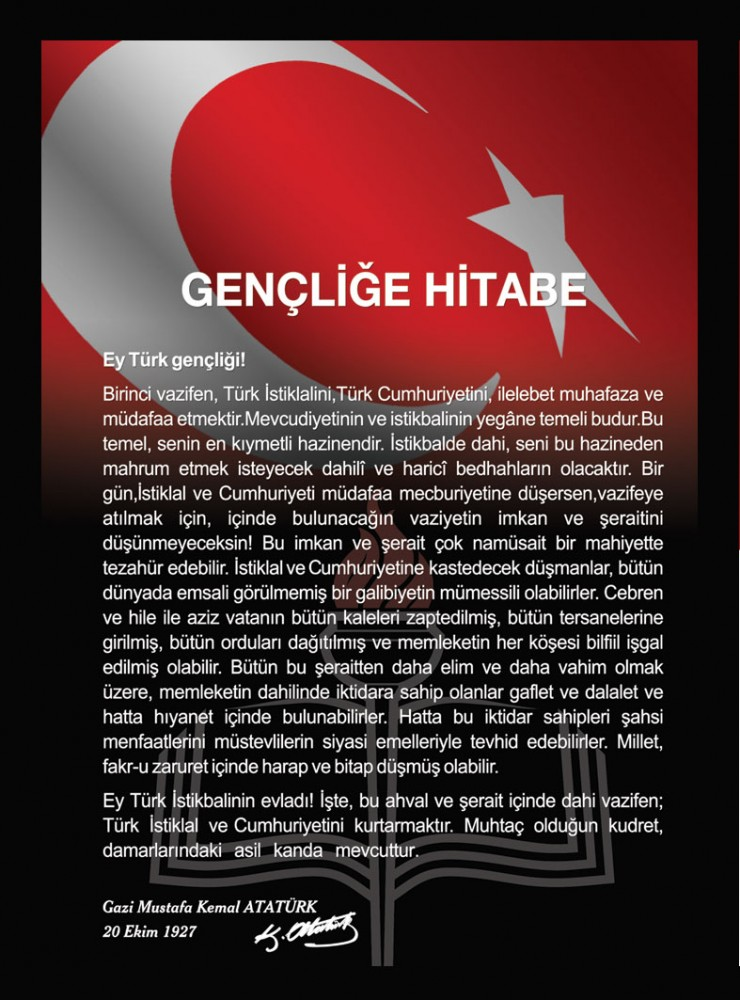 GENÇLİĞE HİTABE
Ey Türk gençliği!
Birinci vazifen, Türk İstiklalini,Türk Cumhuriyetini, ilelebet muhafaza ve
müdafaa etmektir.Mevcudiyetinin ve istikbalinin yegâne temeli budur.Bu
temel, senin en kıymetli hazinendir. İstikbalde dahi, seni bu hazineden
mahrum etmek isteyecek dahilî ve haricî bedhahların olacaktır. Bir
gün,İstiklal ve Cumhuriyeti müdafaa mecburiyetine düşersen,vazifeye
atılmak için, içinde bulunacağın vaziyetin imkan ve şeraitini
düşünmeyeceksin! Bu imkan ve şerait çok namüsait bir mahiyette
tezahür edebilir. İstiklal ve Cumhuriyetine kastedecek düşmanlar, bütün
dünyada emsali görülmemiş bir galibiyetin mümessili olabilirler. Cebren
ve hile ile aziz vatanın bütün kaleleri zaptedilmiş, bütün tersanelerine
girilmiş, bütün orduları dağıtılmış ve memleketin her köşesi bilfiil işgal
edilmiş olabilir. Bütün bu şeraitten daha elim ve daha vahim olmak
üzere, memleketin dahilinde iktidara sahip olanlar gaflet ve dalalet ve
hatta hıyanet içinde bulunabilirler. Hatta bu iktidar sahipleri şahsi
menfaatlerini müstevlilerin siyasi emelleriyle tevhid edebilirler. Millet,
fakr-u zaruret içinde harap ve bitap düşmüş olabilir.
Ey Türk İstikbalinin evladı! İşte, bu ahval ve şerait içinde dahi vazifen;
Türk İstiklal ve Cumhuriyetini kurtarmaktır. Muhtaç olduğun kudret,
damarlarındaki asil kanda mevcuttur.
Gazi Mustafa Kemal ATATÜRK
20 Ekim 1927 K. Atatürk